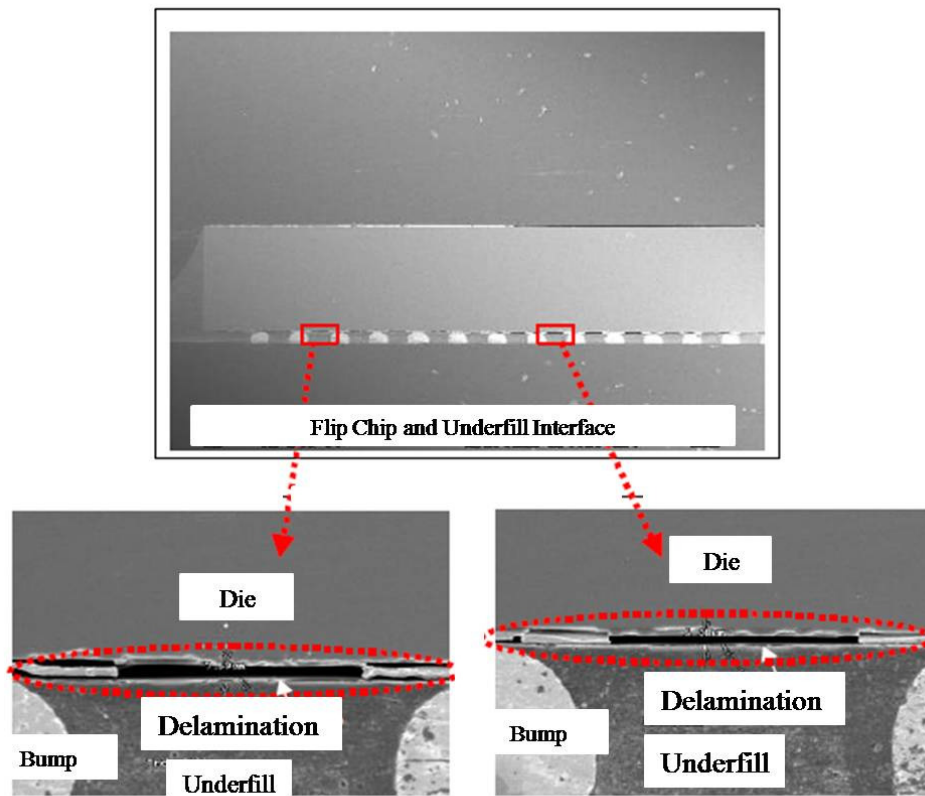 Flip Chip and Underfill Interface
Die
Delamination
Bump
Underfill
Die
Delamination
Bump
Underfill